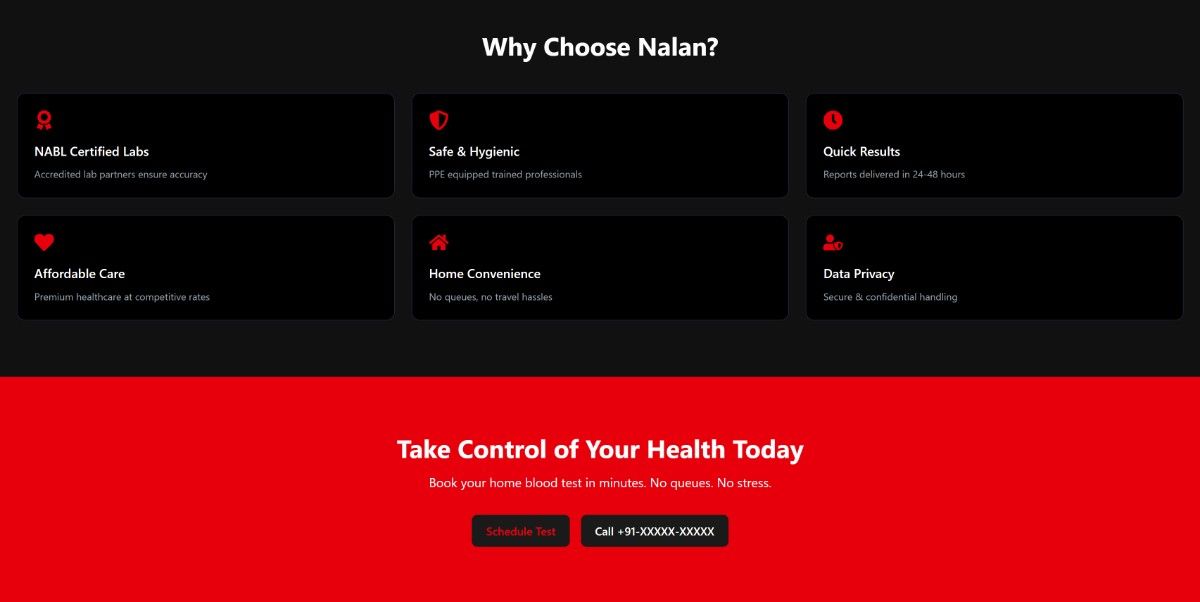 Why Choose Nalan?
NABL Certified Labs
Accredited lab partners ensure accuracy
Safe & Hygienic
PPE equipped trained professionals
Quick Results
Reports delivered in 24-48 hours
Affordable Care
Premium healthcare at competitive rates
Home Convenience
No queues, no travel hassles
Data Privacy
Secure & confidential handling
Take Control of Your Health Today
Book your home blood test in minutes. No queues. No stress.
Schedule Test
Call +91-XXXXX-XXXXX